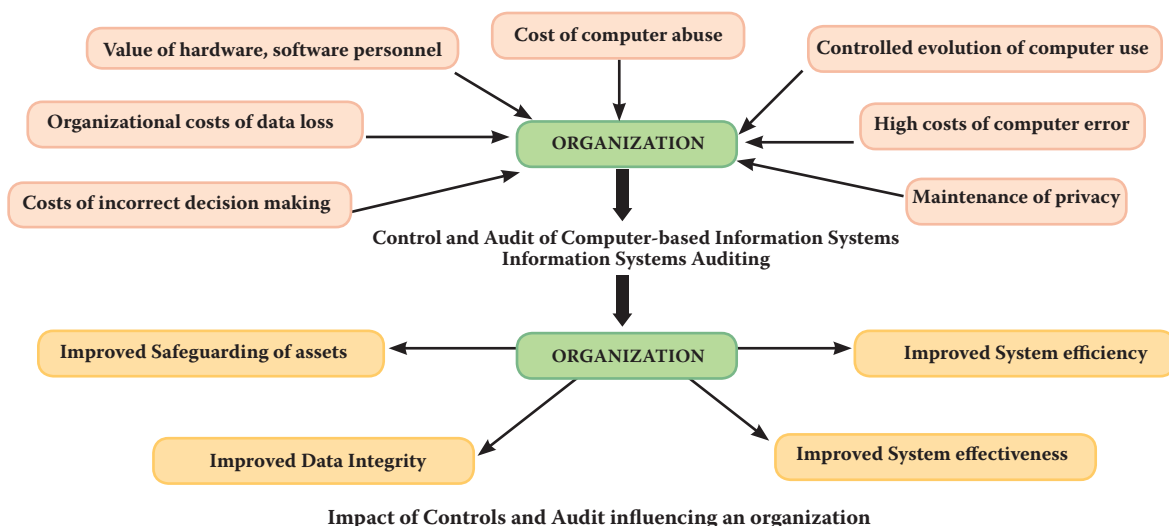 Cost of computer abuse
Value of hardware, software personnel
Controlled evolution of computer use
Organizational costs of data loss
ORGANIZATION
High costs of computer error
Costs of incorrect decision making
Maintenance of privacy
Control and Audit of Computer-based Information Systems
Information Systems Auditing
Improved Safeguarding of assets
ORGANIZATION
Improved System efficiency
Improved Data Integrity
Improved System effectiveness
Impact of Controls and Audit influencing an organization